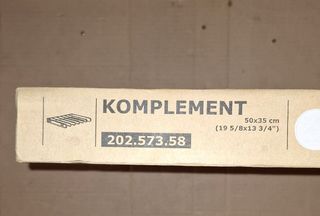 KOMPLEMENT
50x35 cm
(19 5/8x13 3/4")
202.573.58